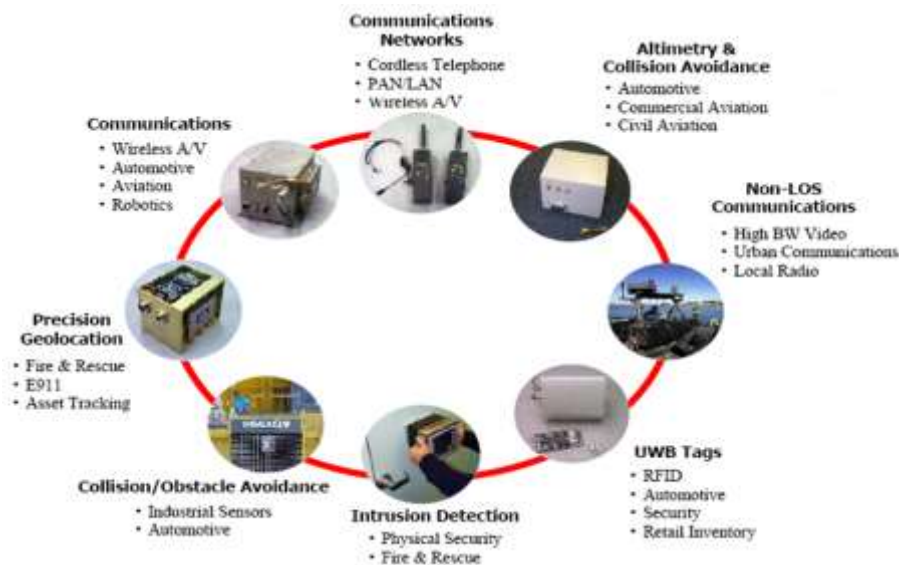 Communications
Networks
• Cordless Telephone
• PAN/LAN
• Wireless A/V
Altimetry &
Collision Avoidance
• Automotive
• Commercial Aviation
• Civil Aviation
Communications
• Wireless A/V
• Automotive
• Aviation
• Robotics
Non-LOS
Communications
• High BW Video
• Urban Communications
• Local Radio
Precision
Geolocation
• Fire & Rescue
• E911
• Asset Tracking
UWB Tags
• RFID
• Automotive
• Security
• Retail Inventory
Collision/Obstacle Avoidance
• Industrial Sensors
• Automotive
Intrusion Detection
• Physical Security
• Fire & Rescue